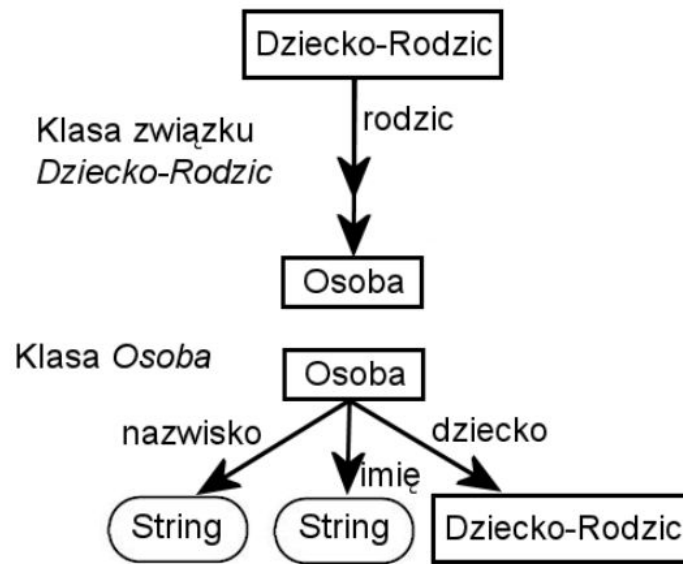 Dziecko-Rodzic
rodzic
Klasa związku
Dziecko-Rodzic
Osoba
Klasa Osoba
Osoba
nazwisko
dziecko
imię
String
String
Dziecko-Rodzic